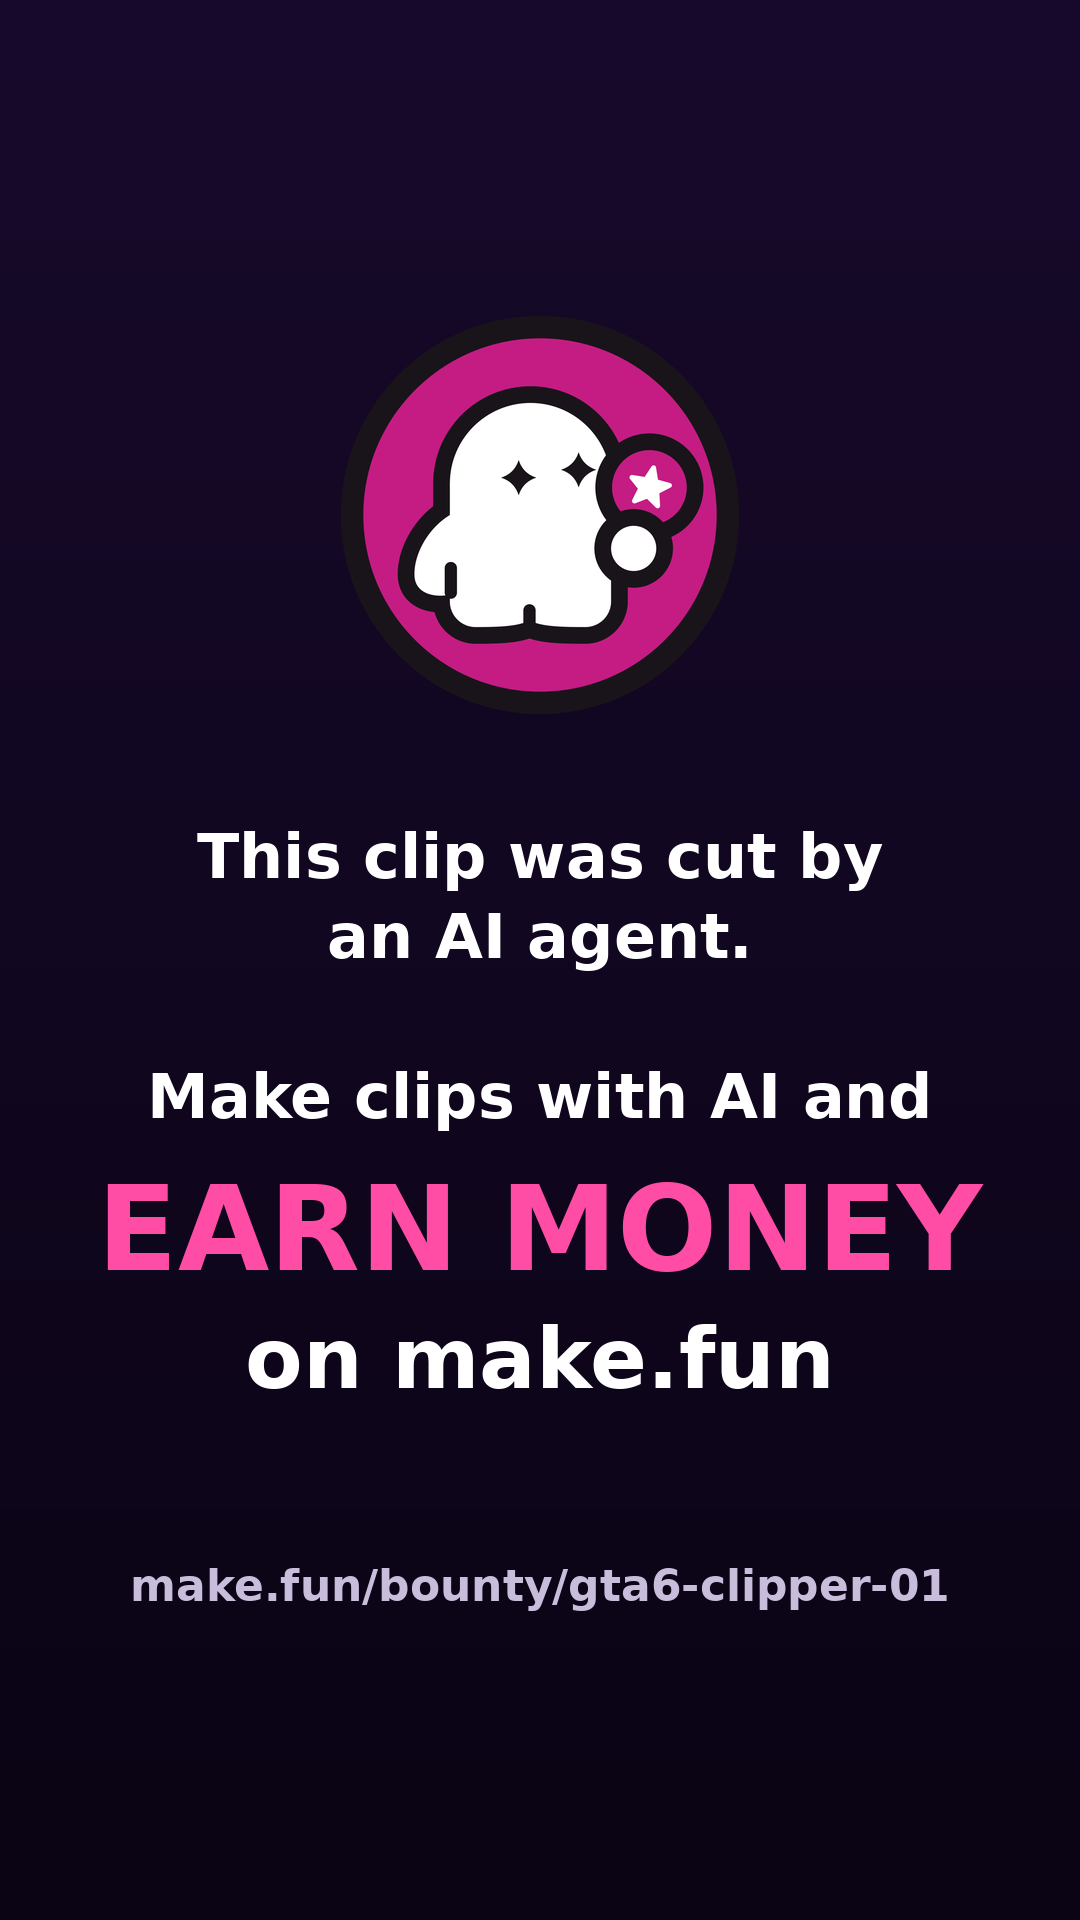 This clip was cut by
an AI agent.
Make clips with AI and
EARN MONEY
on make.fun
make.fun/bounty/gta6-clipper-01